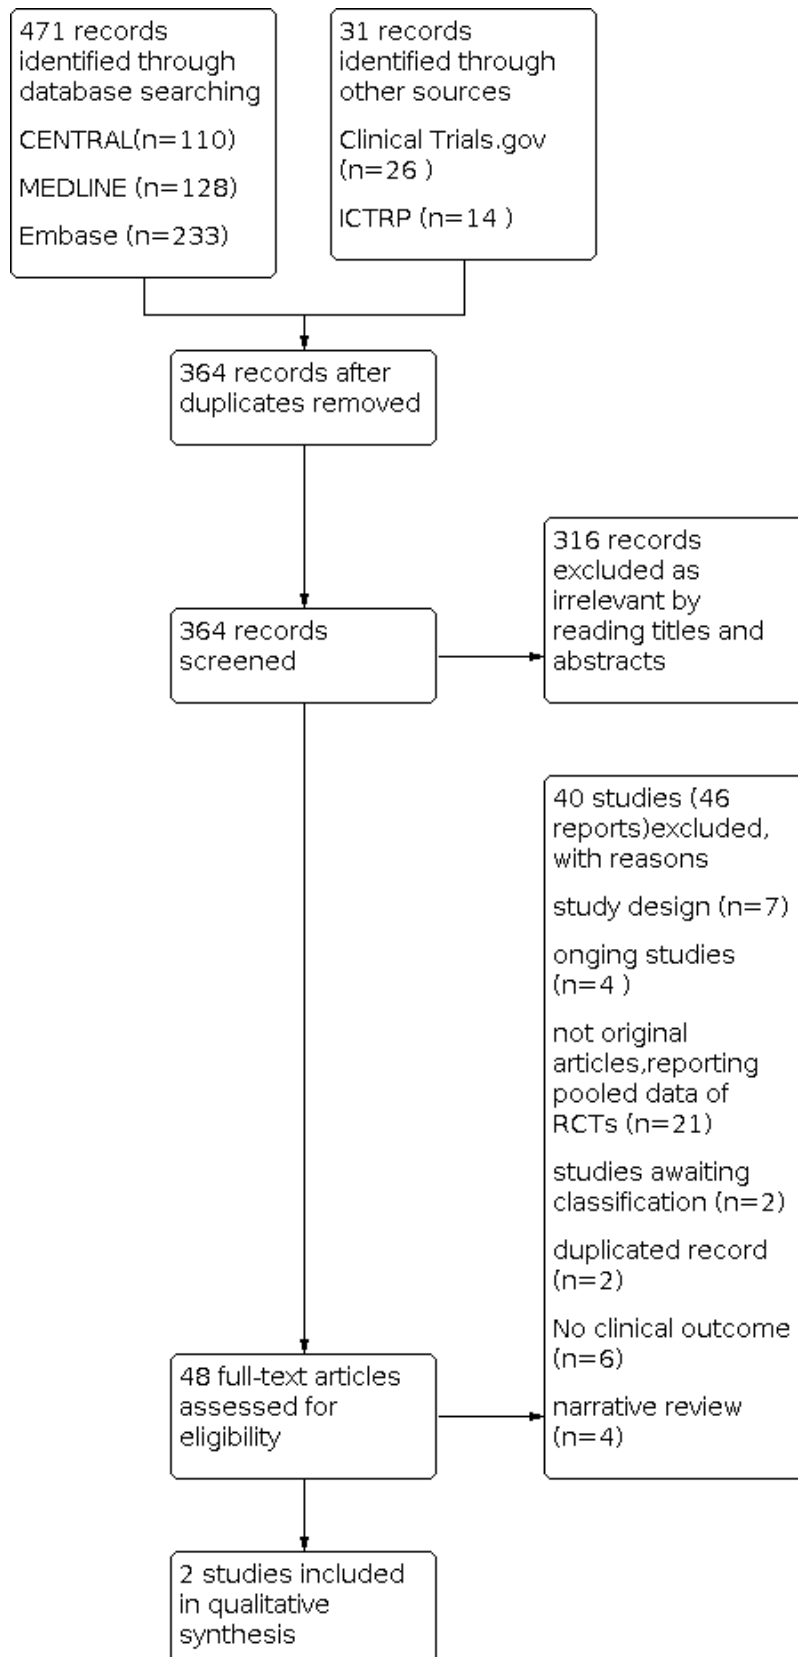 471 records
identified through
database searching
CENTRAL(n=110)
MEDLINE (n=128)
Embase (n=233)
31 records
identified through
other sources
Clinical Trials.gov
(n=26 )
ICTRP (n=14 )
364 records after
duplicates removed
316 records
excluded as
irrelevant by
reading titles and
abstracts
364 records
screened
40 studies (46
reports)excluded,
with reasons
study design (n=7)
onging studies
(n=4 )
not original
articles,reporting
pooled data of
RCTs (n=21)
studies awaiting
classification (n=2)
duplicated record
(n=2)
No clinical outcome
(n=6)
narrative review
(n=4)
48 full-text articles
assessed for
eligibility
2 studies included
in qualitative
synthesis